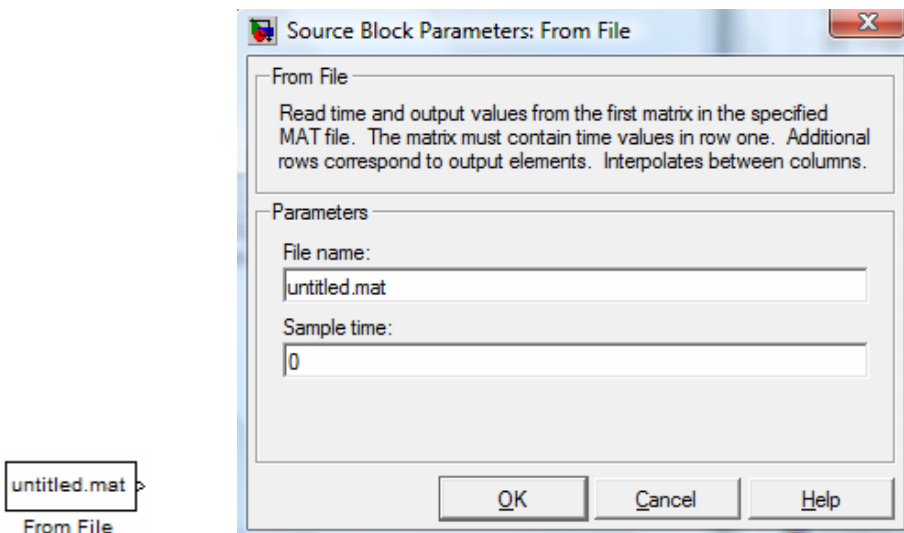 Source Block Parameters: From File
From File
Read time and output values from the first matrix in the specified
MAT file. The matrix must contain time values in row one. Additional
rows correspond to output elements. Interpolates between columns.
Parameters
File name:
untitled.mat
Sample time:
0
OK Cancel Help
untitled.mat
From File